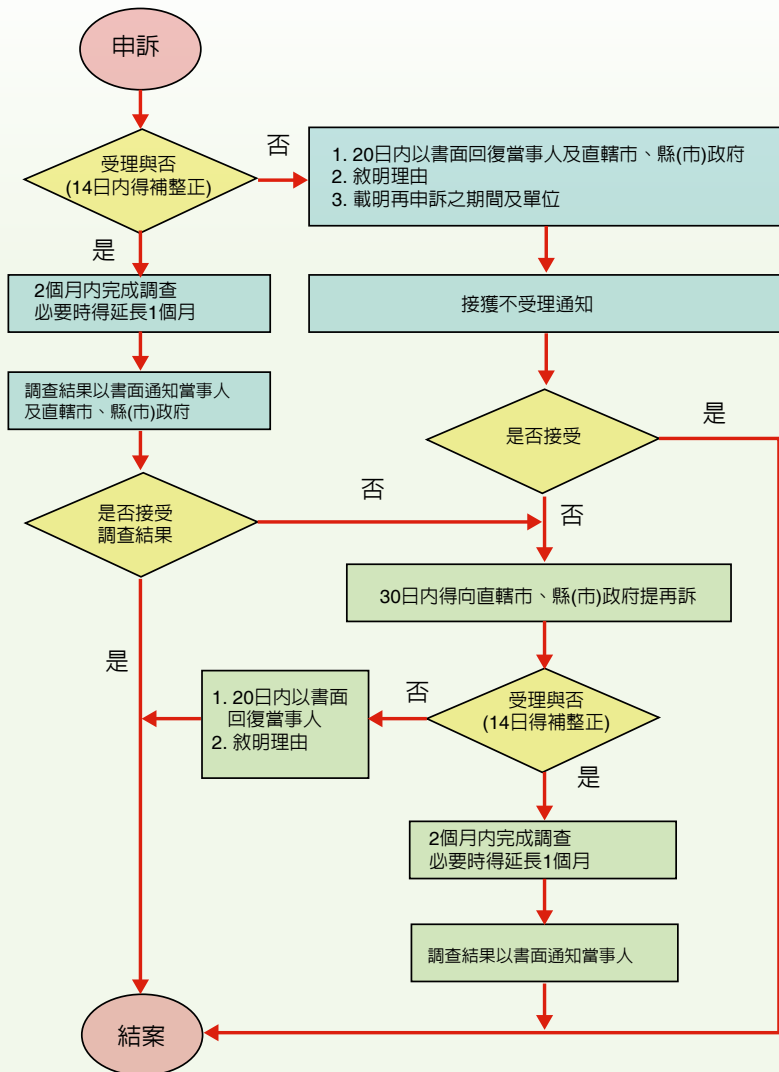 申訴
受理與否
(14日內得補整正)
否
1. 20日內以書面回復當事人及直轄市、縣(市)政府
2. 敘明理由
3. 載明再申訴之期間及單位
是
2個月內完成調查
必要時得延長1個月
接獲不受理通知
調查結果以書面通知當事人
及直轄市、縣(市)政府
是否接受
是
是否接受
調查結果
否
否
30日內得向直轄市、縣(市)政府提再訴
是
1. 20日內以書面
回復當事人
2. 敘明理由
否
受理與否
(14日得補整正)
是
2個月內完成調查
必要時得延長1個月
調查結果以書面通知當事人
結案